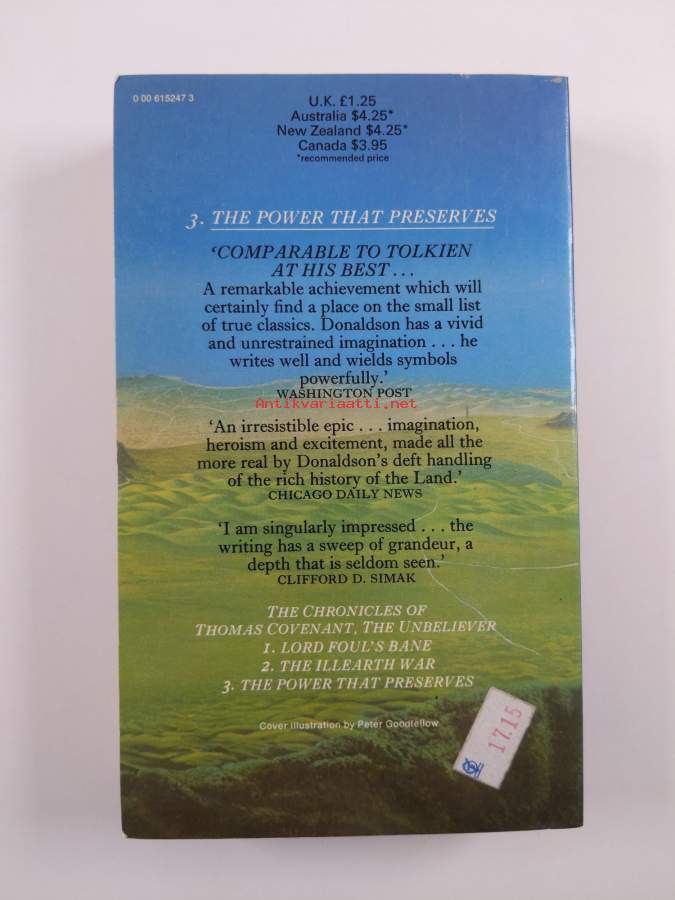 0 00 615247 3
U.K. £1.25
Australia $4.25*
New Zealand $4.25*
Canada $3.95
*recommended price
3. THE POWER THAT PRESERVES
‘COMPARABLE TO TOLKIEN
AT HIS BEST . . .
A remarkable achievement which will
certainly find a place on the small list
of true classics. Donaldson has a vivid
and unrestrained imagination . . . he
writes well and wields symbols
powerfully.’
WASHINGTON POST
Antikvariaatti.net
‘An irresistible epic . . . imagination,
heroism and excitement, made all the
more real by Donaldson’s deft handling
of the rich history of the Land.’
CHICAGO DAILY NEWS
‘I am singularly impressed . . . the
writing has a sweep of grandeur, a
depth that is seldom seen.’
CLIFFORD D. SIMAK
THE CHRONICLES OF
THOMAS COVENANT, THE UNBELIEVER
1. LORD FOUL’S BANE
2. THE ILLEARTH WAR
3. THE POWER THAT PRESERVES
Cover illustration by Peter Goodfellow
17.15